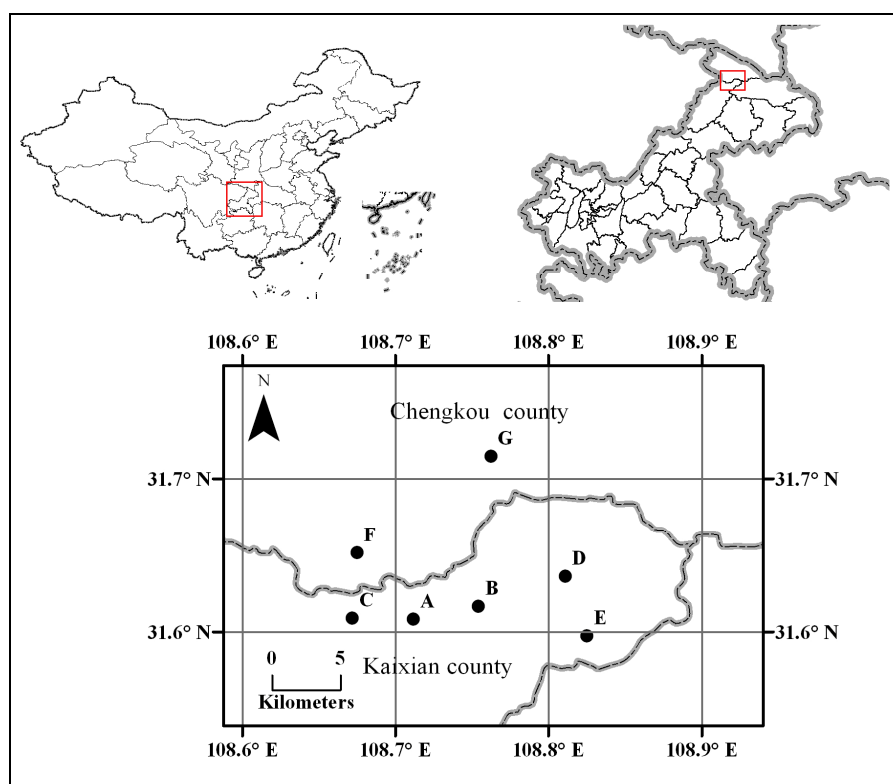 108.6° E 108.7° E 108.8° E 108.9° E
N
Chengkou county
G
31.7° N 31.7° N
F
D
C A B
E
31.6° N 31.6° N
0 5
Kaixian county
Kilometers
108.6° E 108.7° E 108.8° E 108.9° E